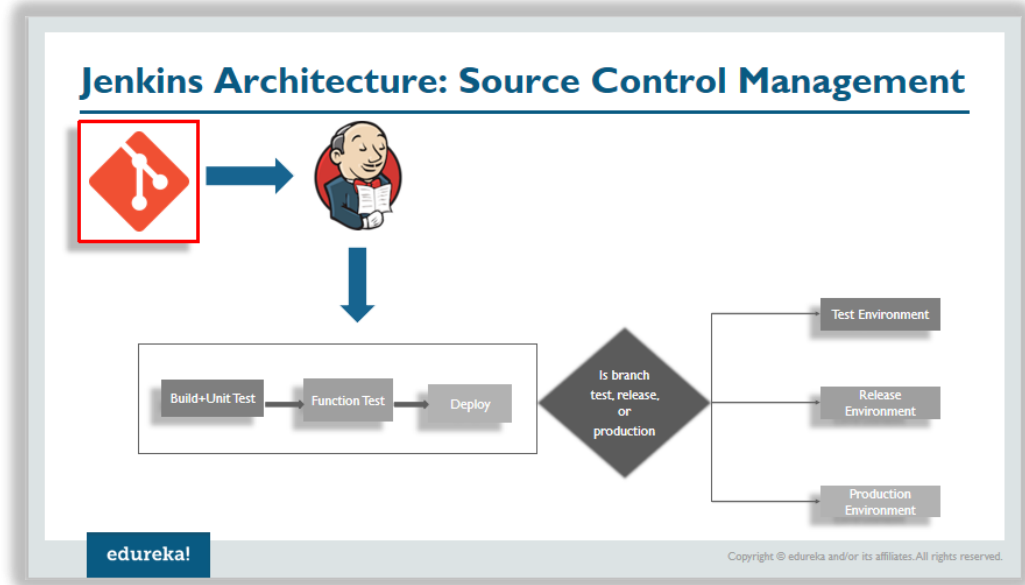 Jenkins Architecture: Source Control Management
Build+Unit Test
Function Test
Deploy
Is branch
test, release,
or
production
Test Environment
Release
Environment
Production
Environment
edureka!
Copyright © edureka and/or its affiliates. All rights reserved.